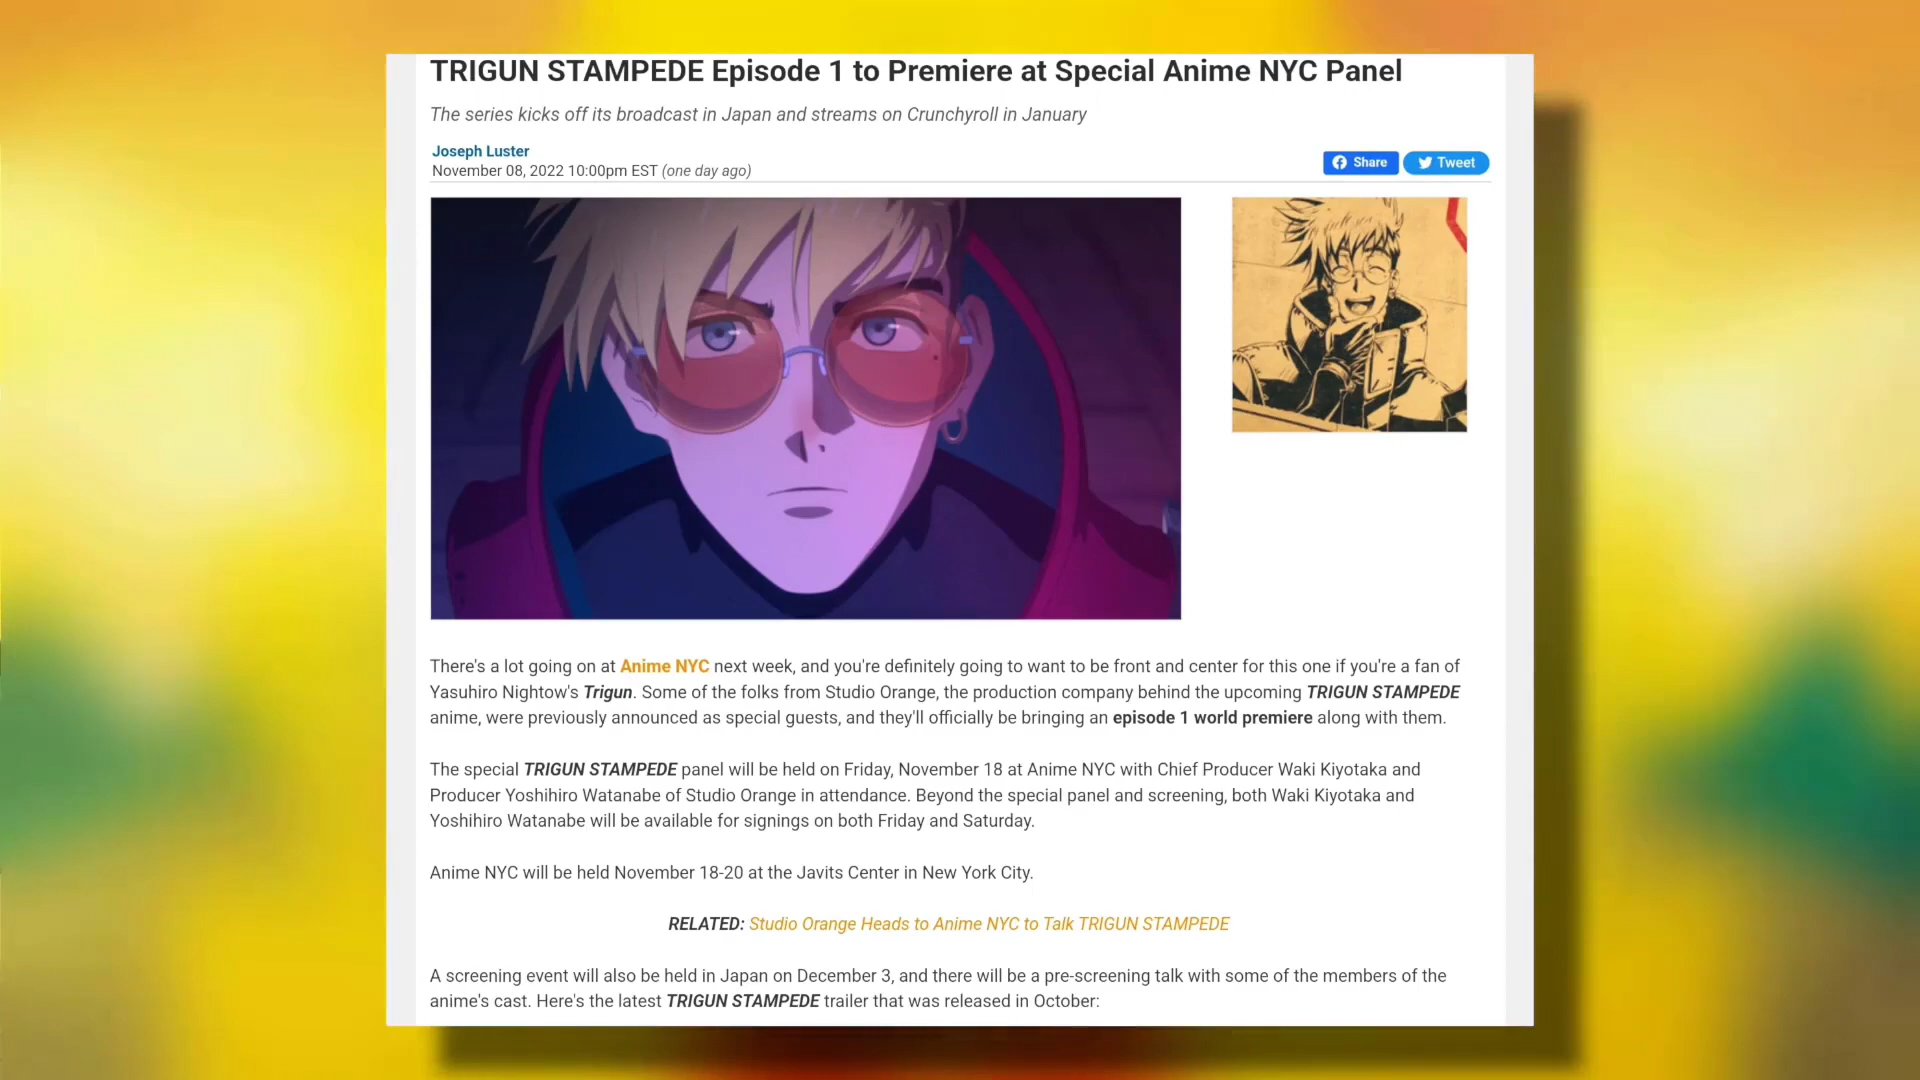 TRIGUN STAMPEDE Episode 1 to Premiere at Special Anime NYC Panel
The series kicks off its broadcast in Japan and streams on Crunchyroll in January
Joseph Luster
November 08, 2022 10:00pm EST (one day ago)
Share
Tweet
There's a lot going on at Anime NYC next week, and you're definitely going to want to be front and center for this one if you're a fan of
Yasuhiro Nightow's Trigun. Some of the folks from Studio Orange, the production company behind the upcoming TRIGUN STAMPEDE
anime, were previously announced as special guests, and they'll officially be bringing an episode 1 world premiere along with them.
The special TRIGUN STAMPEDE panel will be held on Friday, November 18 at Anime NYC with Chief Producer Waki Kiyotaka and
Producer Yoshihiro Watanabe of Studio Orange in attendance. Beyond the special panel and screening, both Waki Kiyotaka and
Yoshihiro Watanabe will be available for signings on both Friday and Saturday.
Anime NYC will be held November 18-20 at the Javits Center in New York City.
RELATED: Studio Orange Heads to Anime NYC to Talk TRIGUN STAMPEDE
A screening event will also be held in Japan on December 3, and there will be a pre-screening talk with some of the members of the
anime's cast. Here's the latest TRIGUN STAMPEDE trailer that was released in October: